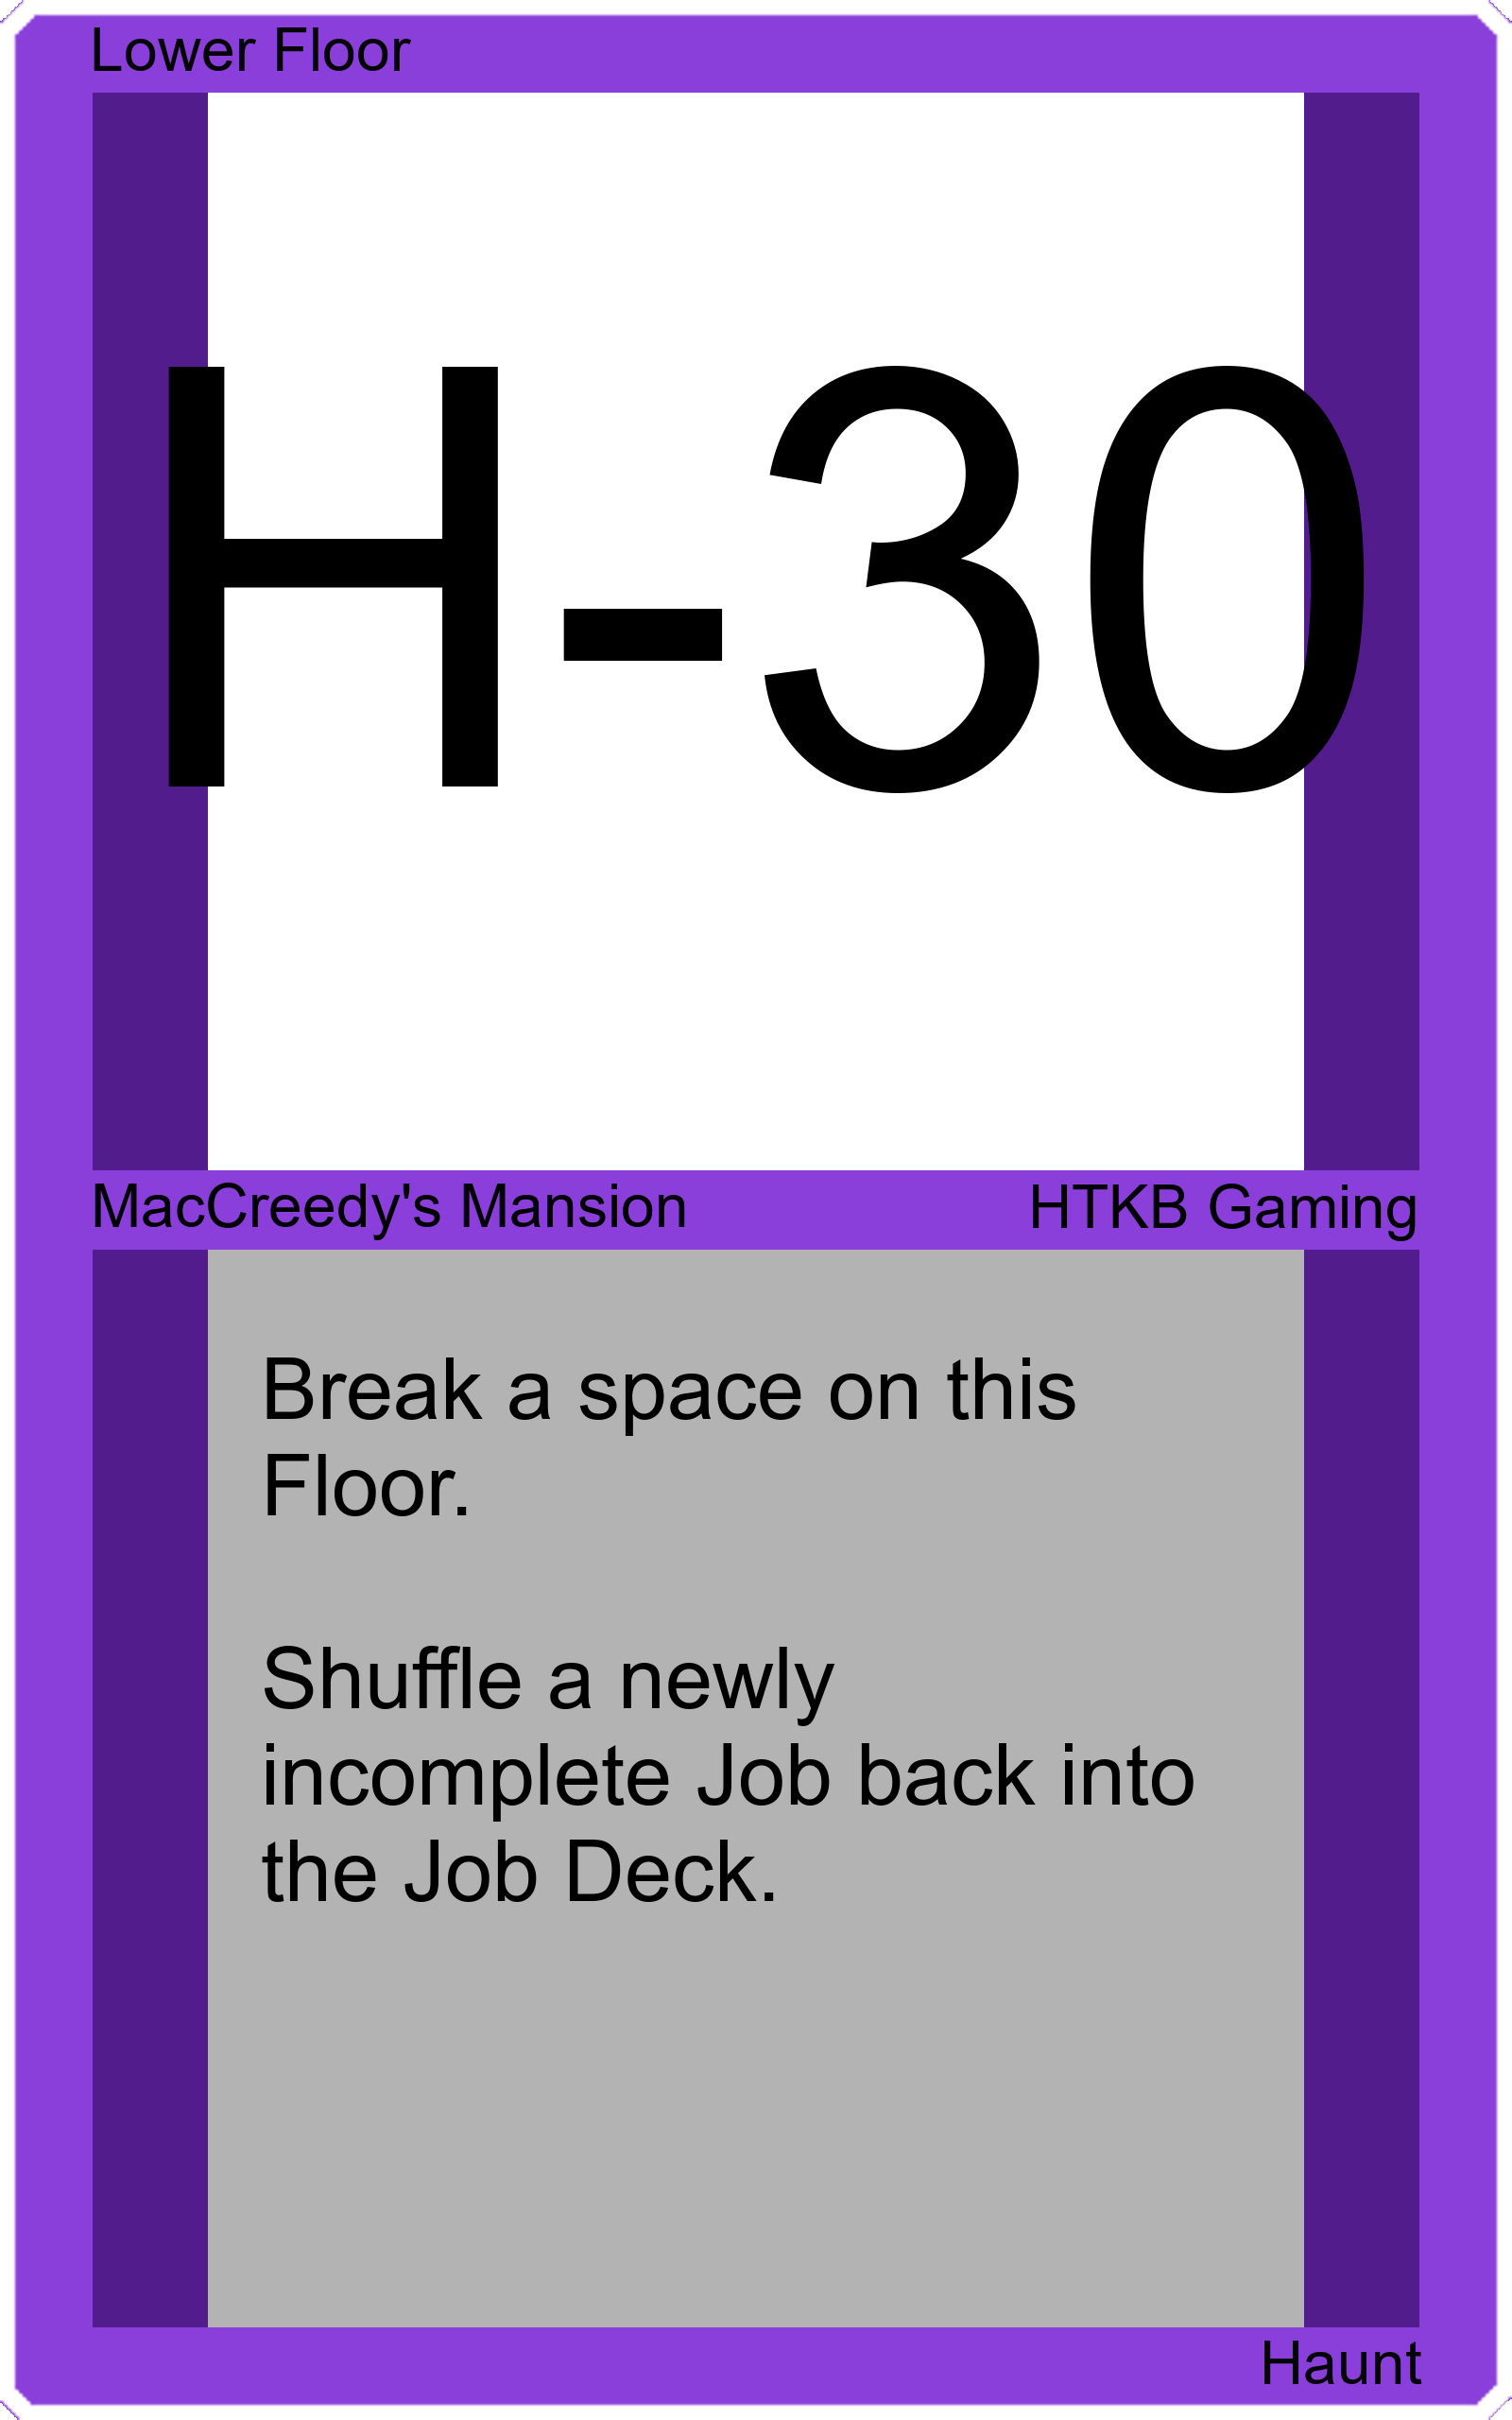 Lower Floor
H-30
MacCreedy's Mansion
HTKB Gaming
Break a space on this
Floor.
Shuffle a newly
incomplete Job back into
the Job Deck.
Haunt